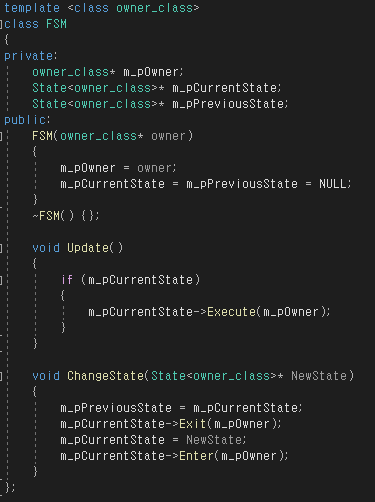 template <class owner_class>
class FSM
{
private:
    owner_class* m_pOwner;
    State<owner_class>* m_pCurrentState;
    State<owner_class>* m_pPreviousState;
public:
    FSM(owner_class* owner)
    {
        m_pOwner = owner;
        m_pCurrentState = m_pPreviousState = NULL;
    }
    ~FSM() {};

    void Update()
    {
        if (m_pCurrentState)
        {
            m_pCurrentState->Execute(m_pOwner);
        }
    }

    void ChangeState(State<owner_class>* NewState)
    {
        m_pPreviousState = m_pCurrentState;
        m_pCurrentState->Exit(m_pOwner);
        m_pCurrentState = NewState;
        m_pCurrentState->Enter(m_pOwner);
    }
};